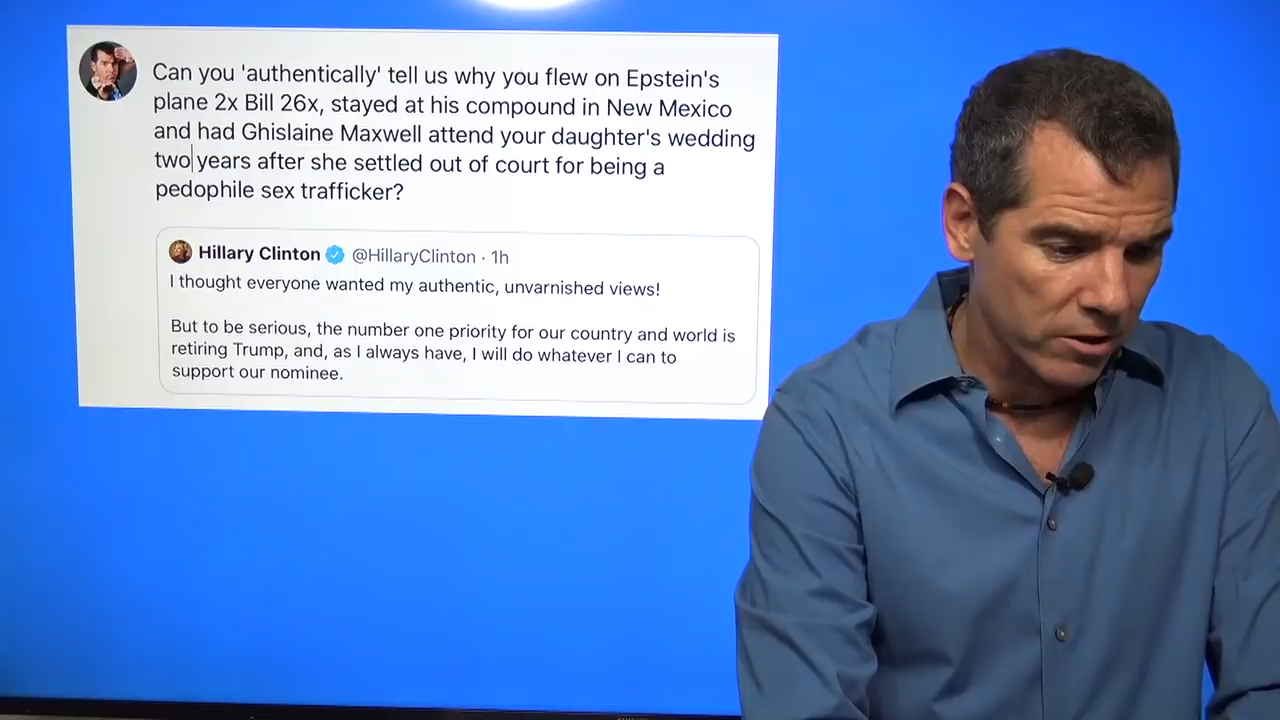 Can you 'authentically' tell us why you flew on Epstein's
plane 2x Bill 26x, stayed at his compound in New Mexico
and had Ghislaine Maxwell attend your daughter's wedding
two years after she settled out of court for being a
pedophile sex trafficker?
Hillary Clinton @HillaryClinton · 1h
I thought everyone wanted my authentic, unvarnished views!
But to be serious, the number one priority for our country and world is
retiring Trump, and, as I always have, I will do whatever I can to
support our nominee.